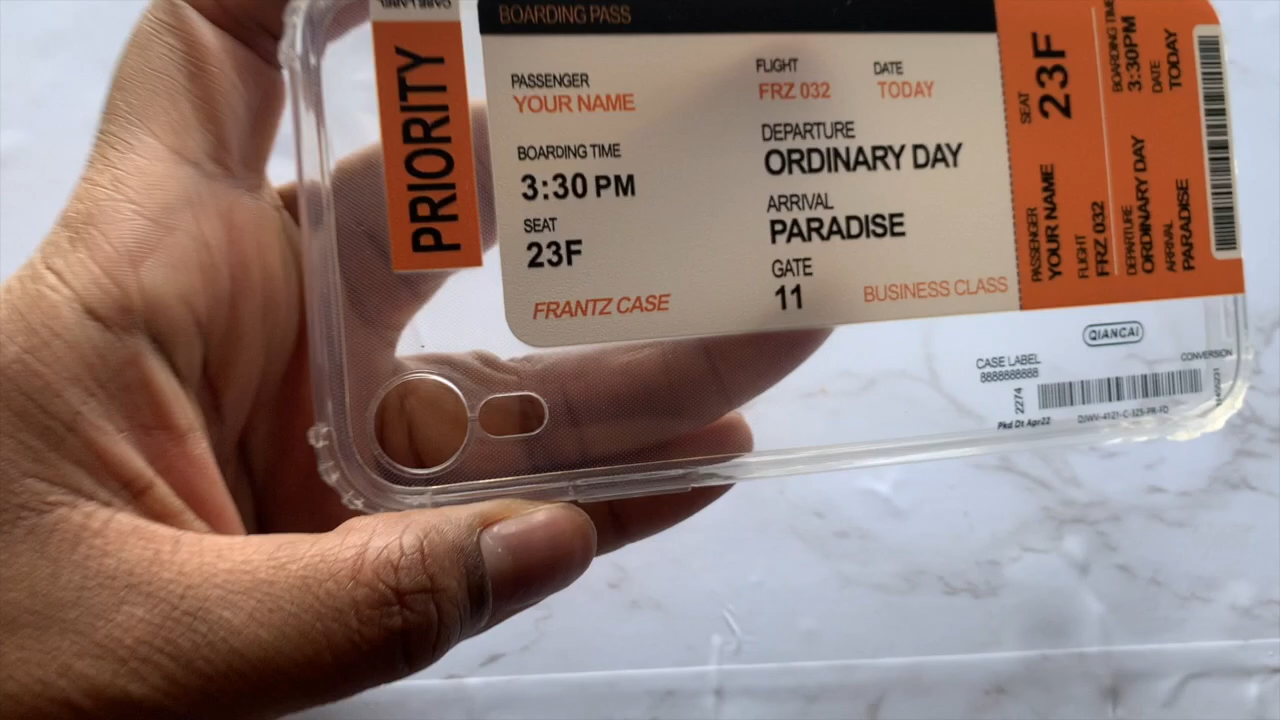 CASE LABEL
PRIORITY
BOARDING PASS
PASSENGER
YOUR NAME
BOARDING TIME
3:30 PM
SEAT
23F
FRANTZ CASE
FLIGHT
FRZ 032
DATE
TODAY
DEPARTURE
ORDINARY DAY
ARRIVAL
PARADISE
GATE
11
BUSINESS CLASS
SEAT
23F
BOARDING TIME
3:30PM
DATE
TODAY
PASSENGER
YOUR NAME
FLIGHT
FRZ 032
DEPARTURE
ORDINARY DAY
ARRIVAL
PARADISE
QIANCAI
CASE LABEL
8888888888
CONVERSION
2274
Pkd Dt Apr22